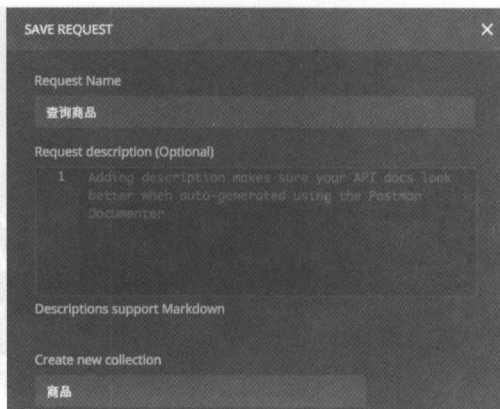 SAVE REQUEST ×
Request Name
查询商品
Request description (Optional)
1 Adding description makes sure your API docs look
better when auto-generated using the Postman
Documenter
Descriptions support Markdown
Create new collection
商品